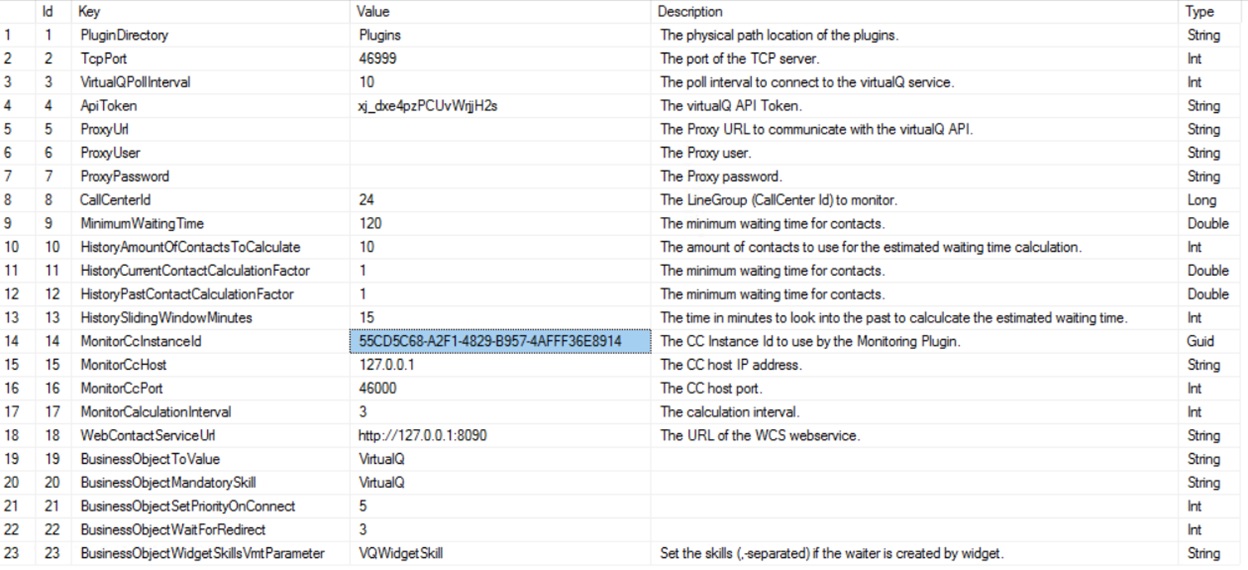 Id Key Value Description Type
1 1 PluginDirectory Plugins The physical path location of the plugins. String
2 2 TcpPort 46999 The port of the TCP server. Int
3 3 VirtualQPollInterval 10 The poll interval to connect to the virtualQ service. Int
4 4 ApiToken xj_dxe4pzPCUvWrjjH2s The virtualQ API Token. String
5 5 ProxyUrl The Proxy URL to communicate with the virtualQ API. String
6 6 ProxyUser The Proxy user. String
7 7 ProxyPassword The Proxy password. String
8 8 CallCenterId 24 The LineGroup (CallCenter Id) to monitor. Long
9 9 MinimumWaitingTime 120 The minimum waiting time for contacts. Double
10 10 HistoryAmountOfContactsToCalculate 10 The amount of contacts to use for the estimated waiting time calculation. Int
11 11 HistoryCurrentContactCalculationFactor 1 The minimum waiting time for contacts. Double
12 12 HistoryPastContactCalculationFactor 1 The minimum waiting time for contacts. Double
13 13 HistorySlidingWindowMinutes 15 The time in minutes to look into the past to calculcate the estimated waiting time. Int
14 14 MonitorCcInstanceId 55CD5C68-A2F1-4829-B957-4AFFF36E8914 The CC Instance Id to use by the Monitoring Plugin. Guid
15 15 MonitorCcHost 127.0.0.1 The CC host IP address. String
16 16 MonitorCcPort 46000 The CC host port. Int
17 17 MonitorCalculationInterval 3 The calculation interval. Int
18 18 WebContactServiceUrl http://127.0.0.1:8090 The URL of the WCS webservice. String
19 19 BusinessObjectToValue VirtualQ String
20 20 BusinessObjectMandatorySkill VirtualQ String
21 21 BusinessObjectSetPriorityOnConnect 5 Int
22 22 BusinessObjectWaitForRedirect 3 Int
23 23 BusinessObjectWidgetSkillsVmtParameter VQWidgetSkill Set the skills (,-separated) if the waiter is created by widget. String